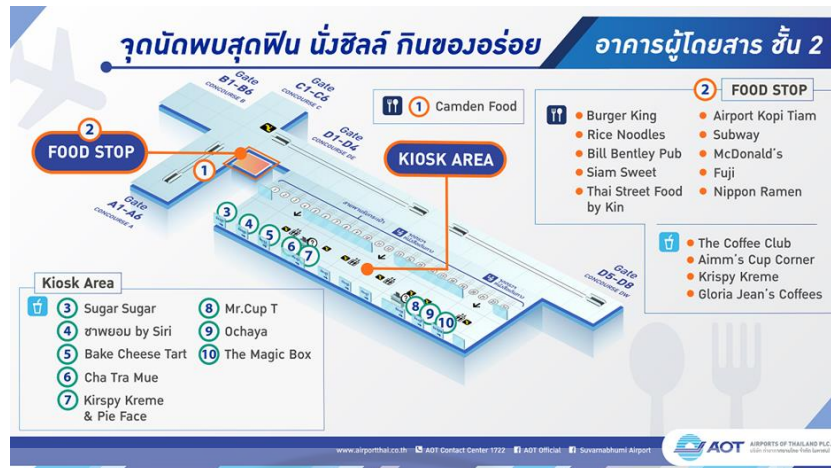 จุดนัดพบสุดฟิน นั่งชิลล์ กินของอร่อย
อาคารผู้โดยสาร ชั้น 2
Gate
B1-B6
CONCOURSE B
Gate
C1-C6
CONCOURSE C
Gate
D1-D4
CONCOURSE DE
2
FOOD STOP
1
Gate
A1-A6
CONCOURSE A
KIOSK AREA
Gate
D5-D8
CONCOURSE DW
3
4
5
6
7
8
9
10
1 Camden Food
2 FOOD STOP
Burger King
Rice Noodles
Bill Bentley Pub
Siam Sweet
Thai Street Food
by Kin
Airport Kopi Tiam
Subway
McDonald's
Fuji
Nippon Ramen
The Coffee Club
Aimm's Cup Corner
Krispy Kreme
Gloria Jean's Coffees
Kiosk Area
3 Sugar Sugar
4 ชาพยอม by Siri
5 Bake Cheese Tart
6 Cha Tra Mue
7 Kirspy Kreme
& Pie Face
8 Mr.Cup T
9 Ochaya
10 The Magic Box
www.airportthai.co.th AOT Contact Center 1722 AOT Official Suvarnabhumi Airport
AOT
AIRPORTS OF THAILAND PLC.